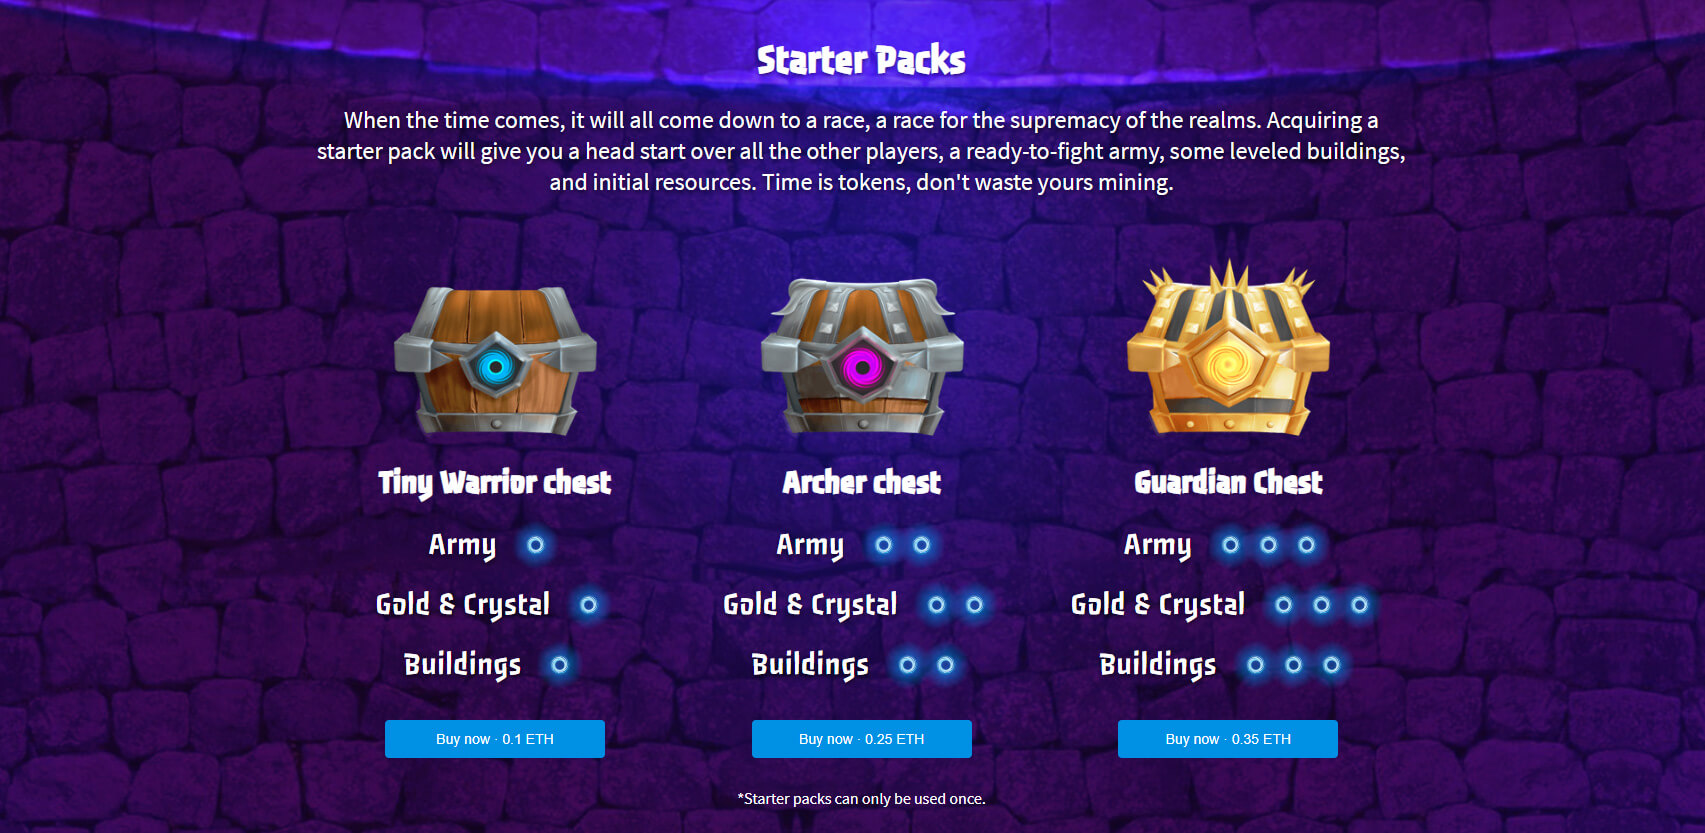 Starter Packs
When the time comes, it will all come down to a race, a race for the supremacy of the realms. Acquiring a
starter pack will give you a head start over all the other players, a ready-to-fight army, some leveled buildings,
and initial resources. Time is tokens, don't waste yours mining.
Tiny Warrior chest
Army
Gold & Crystal
Buildings
Buy now · 0.1 ETH
Archer chest
Army
Gold & Crystal
Buildings
Buy now · 0.25 ETH
Guardian Chest
Army
Gold & Crystal
Buildings
Buy now · 0.35 ETH
*Starter packs can only be used once.